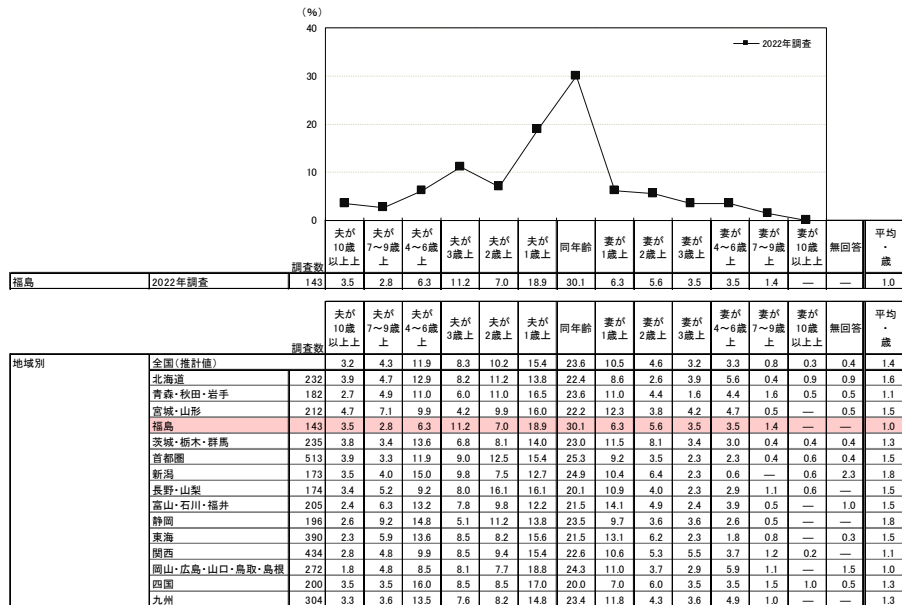 （%）
40
30
20
10
0
2022年調査
調査数 夫が10歳以上上 夫が7～9歳上 夫が4～6歳上 夫が3歳上 夫が2歳上 夫が1歳上 同年齢 妻が1歳上 妻が2歳上 妻が3歳上 妻が4～6歳上 妻が7～9歳上 妻が10歳以上上 無回答 平均・歳
福島 2022年調査 143 3.5 2.8 6.3 11.2 7.0 18.9 30.1 6.3 5.6 3.5 3.5 1.4 ― ― 1.0
調査数 夫が10歳以上上 夫が7～9歳上 夫が4～6歳上 夫が3歳上 夫が2歳上 夫が1歳上 同年齢 妻が1歳上 妻が2歳上 妻が3歳上 妻が4～6歳上 妻が7～9歳上 妻が10歳以上上 無回答 平均・歳
地域別 全国（推計値） 3.2 4.3 11.9 8.3 10.2 15.4 23.6 10.5 4.6 3.2 3.3 0.8 0.3 0.4 1.4
北海道 232 3.9 4.7 12.9 8.2 11.2 13.8 22.4 8.6 2.6 3.9 5.6 0.4 0.9 0.9 1.6
青森・秋田・岩手 182 2.7 4.9 11.0 6.0 11.0 16.5 23.6 11.0 4.4 1.6 4.4 1.6 0.5 0.5 1.1
宮城・山形 212 4.7 7.1 9.9 4.2 9.9 16.0 22.2 12.3 3.8 4.2 4.7 0.5 ― 0.5 1.5
福島 143 3.5 2.8 6.3 11.2 7.0 18.9 30.1 6.3 5.6 3.5 3.5 1.4 ― ― 1.0
茨城・栃木・群馬 235 3.8 3.4 13.6 6.8 8.1 14.0 23.0 11.5 8.1 3.4 3.0 0.4 0.4 0.4 1.3
首都圏 513 3.9 3.3 11.9 9.0 12.5 15.4 25.3 9.2 3.5 2.3 2.3 0.4 0.6 0.4 1.5
新潟 173 3.5 4.0 15.0 9.8 7.5 12.7 24.9 10.4 6.4 2.3 0.6 ― 0.6 2.3 1.8
長野・山梨 174 3.4 5.2 9.2 8.0 16.1 16.1 20.1 10.9 4.0 2.3 2.9 1.1 0.6 ― 1.5
富山・石川・福井 205 2.4 6.3 13.2 7.8 9.8 12.2 21.5 14.1 4.9 2.4 3.9 0.5 ― 1.0 1.5
静岡 196 2.6 9.2 14.8 5.1 11.2 13.8 23.5 9.7 3.6 3.6 2.6 0.5 ― ― 1.8
東海 390 2.3 5.9 13.6 8.5 8.2 15.6 21.5 13.1 6.2 2.3 1.8 0.8 ― 0.3 1.5
関西 434 2.8 4.8 9.9 8.5 9.4 15.4 22.6 10.6 5.3 5.5 3.7 1.2 0.2 ― 1.1
岡山・広島・山口・鳥取・島根 272 1.8 4.8 8.5 8.1 7.7 18.8 24.3 11.0 3.7 2.9 5.9 1.1 ― 1.5 1.0
四国 200 3.5 3.5 16.0 8.5 8.5 17.0 20.0 7.0 6.0 3.5 3.5 1.5 1.0 0.5 1.3
九州 304 3.3 3.6 13.5 7.6 8.2 14.8 23.4 11.8 4.3 3.6 4.9 1.0 ― ― 1.3